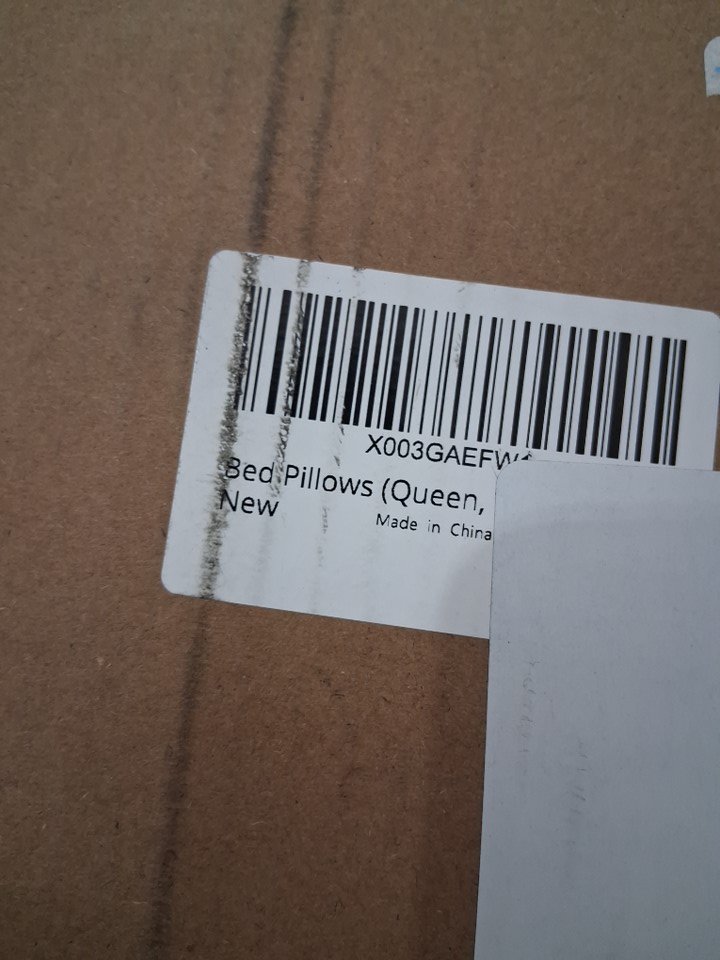 X003GAEFW
Bed Pillows (Queen,
New
Made in China